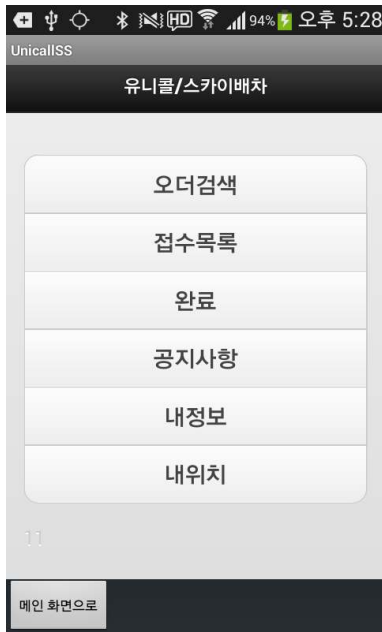 HD 94% 오후 5:28
UnicallSS
유니콜/스카이배차
오더검색
접수목록
완료
공지사항
내정보
내위치
11
메인 화면으로